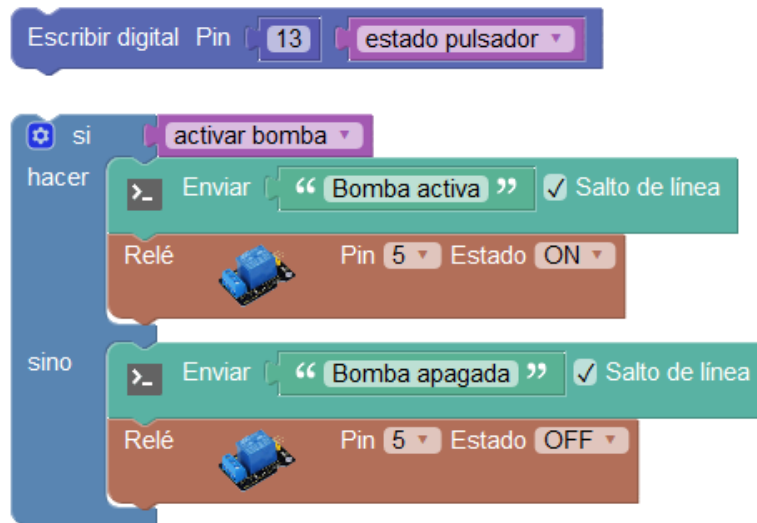 Escribir digital Pin 13 estado pulsador
si activar bomba
hacer
Enviar “ Bomba activa ” Salto de línea
Relé Pin 5 Estado ON
sino
Enviar “ Bomba apagada ” Salto de línea
Relé Pin 5 Estado OFF